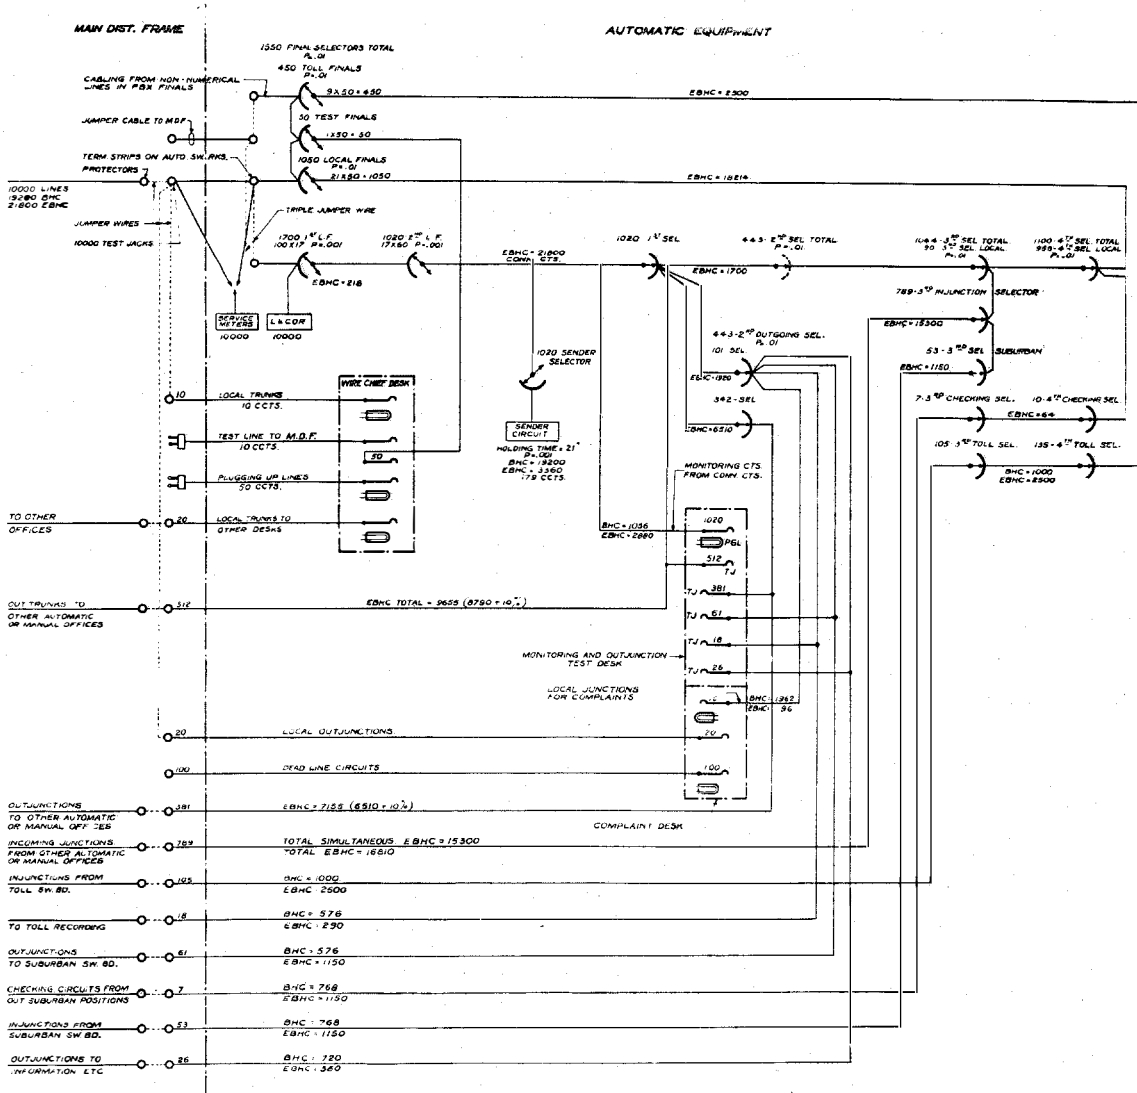 MAIN DIST. FRAME
AUTOMATIC EQUIPMENT
1550 FINAL SELECTORS TOTAL
P=.01
450 TOLL FINALS
P=.01
CABLING FROM NON-NUMERICAL
LINES IN PBX FINALS
9X50=450
EBHC=2500
50 TEST FINALS
JUMPER CABLE TO M.D.F.
1X50=50
TERM STRIPS ON AUTO. SW. RKS.
1050 LOCAL FINALS
P=.01
PROTECTORS
21X50=1050
EBHC=18214
10000 LINES
19200 BHC
21800 EBHC
JUMPER WIRES
TRIPLE JUMPER WIRE
10000 TEST JACKS
1700 1ST L.F.
100X17 P=.001
1020 2ND L.F.
17X60 P=.001
EBHC=218
EBHC=21800
CONN. CTS.
1020 1ST SEL
EBHC=1700
443-2ND SEL TOTAL
P=.01
1044-3RD SEL TOTAL
90 3RD SEL. LOCAL
P=.01
1100-4TH SEL. TOTAL
955-4TH SEL LOCAL
P=.01
SERVICE
METERS
10000
L&COR
10000
789-3RD INJUNCTION SELECTOR
EBHC=15300
53-3RD SEL SUBURBAN
EBHC=1150
443-2ND OUTGOING SEL.
P=.01
101 SEL.
EBHC=1920
342-SEL
EBHC=6510
1020 SENDER
SELECTOR
SENDER
CIRCUIT
HOLDING TIME=21"
P=.001
BHC=19200
EBHC=3360
179 CCTS.
7-3RD CHECKING SEL.
10-4TH CHECKING SEL
EBHC=64
105-3RD TOLL SEL.
135-4TH TOLL SEL.
BHC=1000
EBHC=2500
WIRE CHIEF DESK
10
LOCAL TRUNKS
10 CCTS.
TEST LINE TO M.D.F.
10 CCTS.
50
PLUGGING UP LINES
50 CCTS.
TO OTHER
OFFICES
20
LOCAL TRUNKS TO
OTHER DESKS
MONITORING CTS
FROM CONN. CTS.
BHC=1056
EBHC=2880
1020
PGL
512
TJ
TJ 381
TJ 61
TJ 18
TJ 26
OUT TRUNKS TO
OTHER AUTOMATIC
OR MANUAL OFFICES
512
EBHC TOTAL=9655 (8790+10%)
MONITORING AND OUTJUNCTION
TEST DESK
LOCAL JUNCTIONS
FOR COMPLAINTS
BHC=1362
EBHC=96
20
LOCAL OUTJUNCTIONS
20
100
DEAD LINE CIRCUITS
100
COMPLAINT DESK
OUTJUNCTIONS
TO OTHER AUTOMATIC
OR MANUAL OFFICES
381
EBHC=7155 (6510+10%)
INCOMING JUNCTIONS
FROM OTHER AUTOMATIC
OR MANUAL OFFICES
789
TOTAL SIMULTANEOUS EBHC=15300
TOTAL EBHC=16810
INJUNCTIONS FROM
TOLL SW. BD.
105
BHC=1000
EBHC=2500
TO TOLL RECORDING
18
BHC=576
EBHC=290
OUTJUNCTIONS
TO SUBURBAN SW. BD.
61
BHC=576
EBHC=1150
CHECKING CIRCUITS FROM
OUT SUBURBAN POSITIONS
7
BHC=768
EBHC=1150
INJUNCTIONS FROM
SUBURBAN SW. BD.
53
BHC=768
EBHC=1150
OUTJUNCTIONS TO
INFORMATION ETC
26
BHC=720
EBHC=360